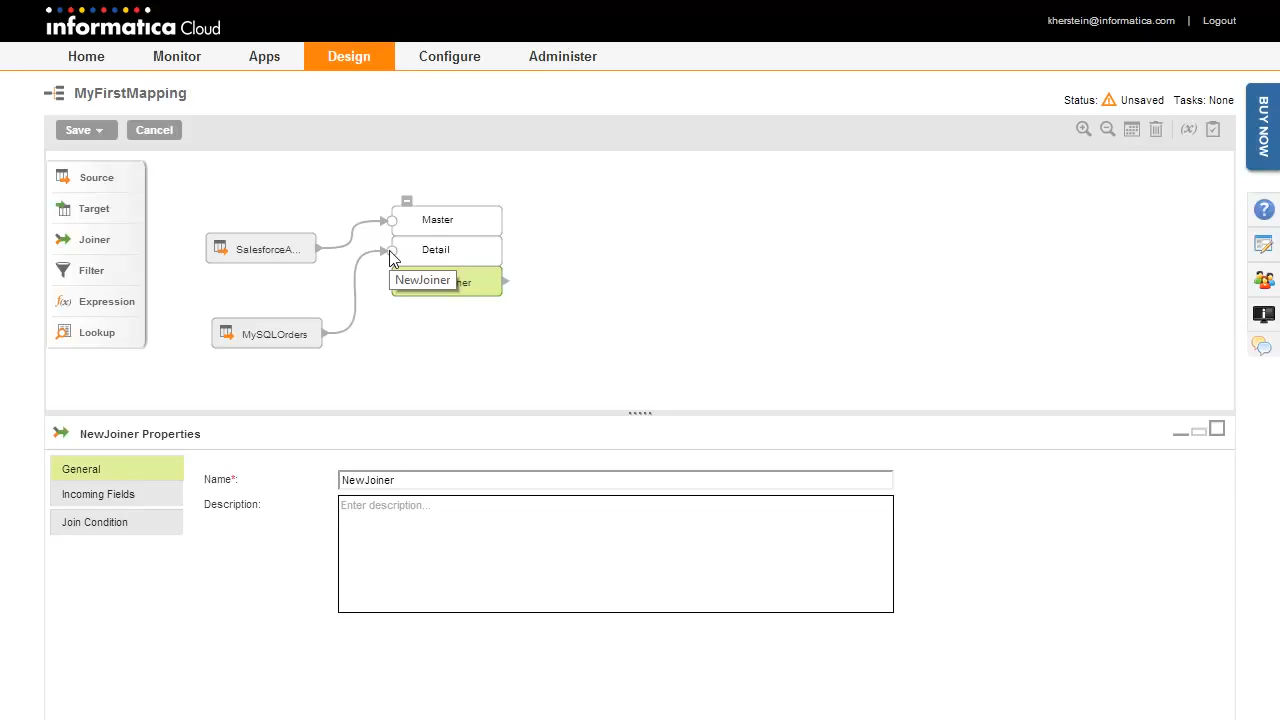 informatica Cloud
kherstein@informatica.com | Logout
Home Monitor Apps Design Configure Administer
MyFirstMapping
Status: Unsaved Tasks: None
BUY NOW
Save Cancel
(x)
Source
Target
Joiner
Filter
f(x) Expression
Lookup
Master
SalesforceA...
Detail
NewJoiner
ner
MySQLOrders
NewJoiner Properties
General
Incoming Fields
Join Condition
Name*: NewJoiner
Description: Enter description...